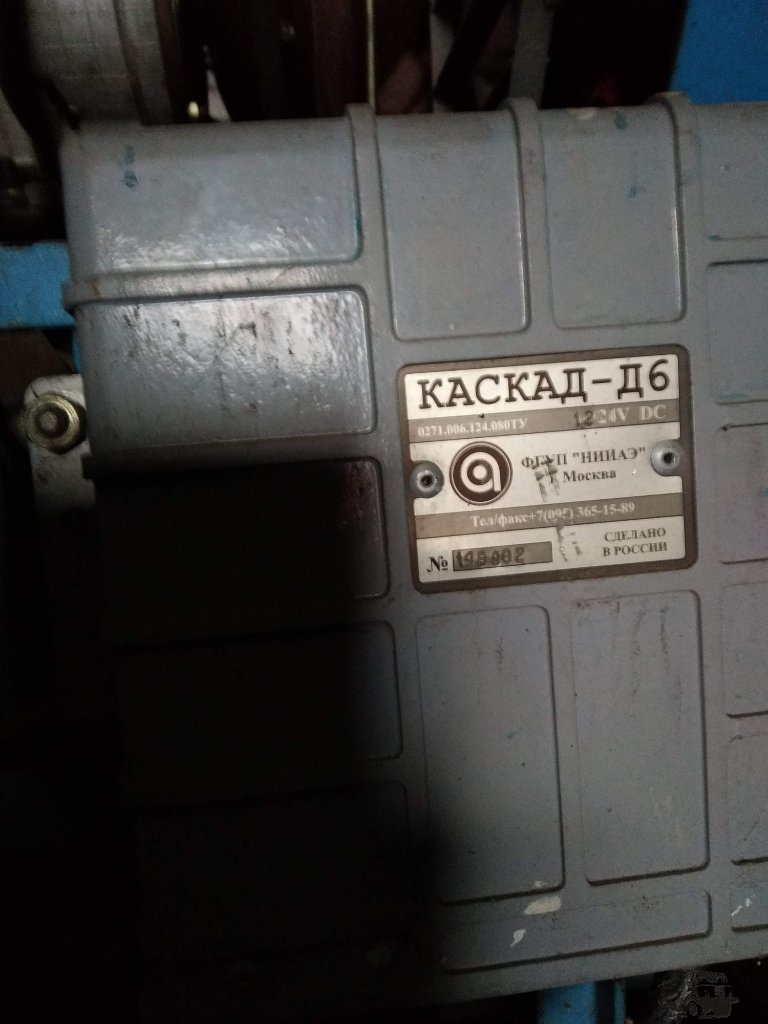 КАСКАД-Д6
0271.006.124.080ТУ 12 24V DC
ФГУП "НИИАЭ"
г Москва
Тел/факс+7(095) 365-15-89
СДЕЛАНО
№
В РОССИИ